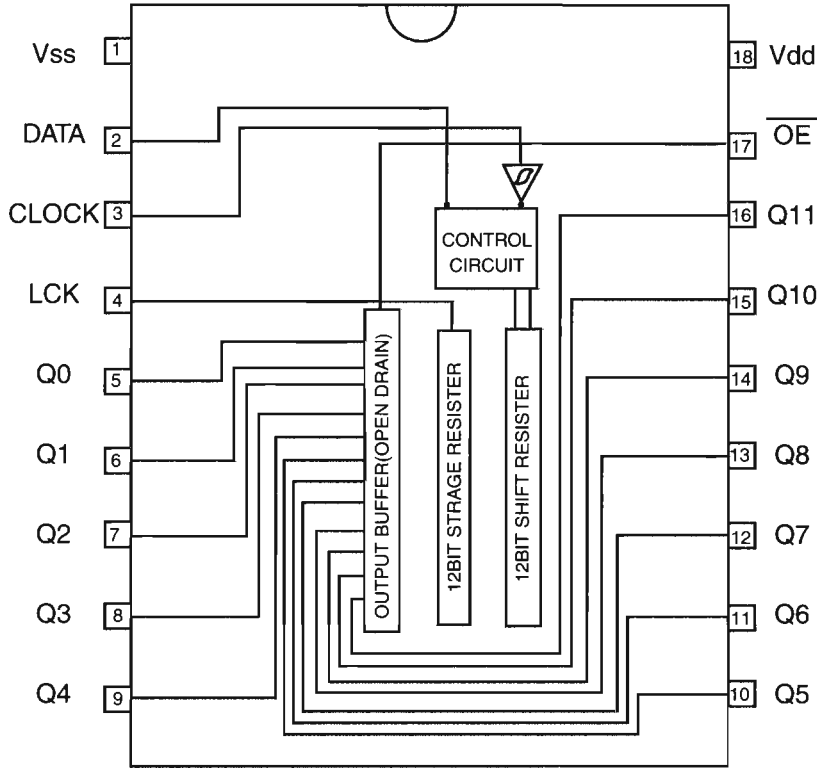 Vss 1
18 Vdd
DATA 2
17 OE
CLOCK 3
16 Q11
CONTROL
CIRCUIT
LCK 4
15 Q10
Q0 5
14 Q9
Q1 6
13 Q8
Q2 7
12 Q7
Q3 8
11 Q6
Q4 9
10 Q5
OUTPUT BUFFER(OPEN DRAIN)
12BIT STRAGE RESISTER
12BIT SHIFT RESISTER